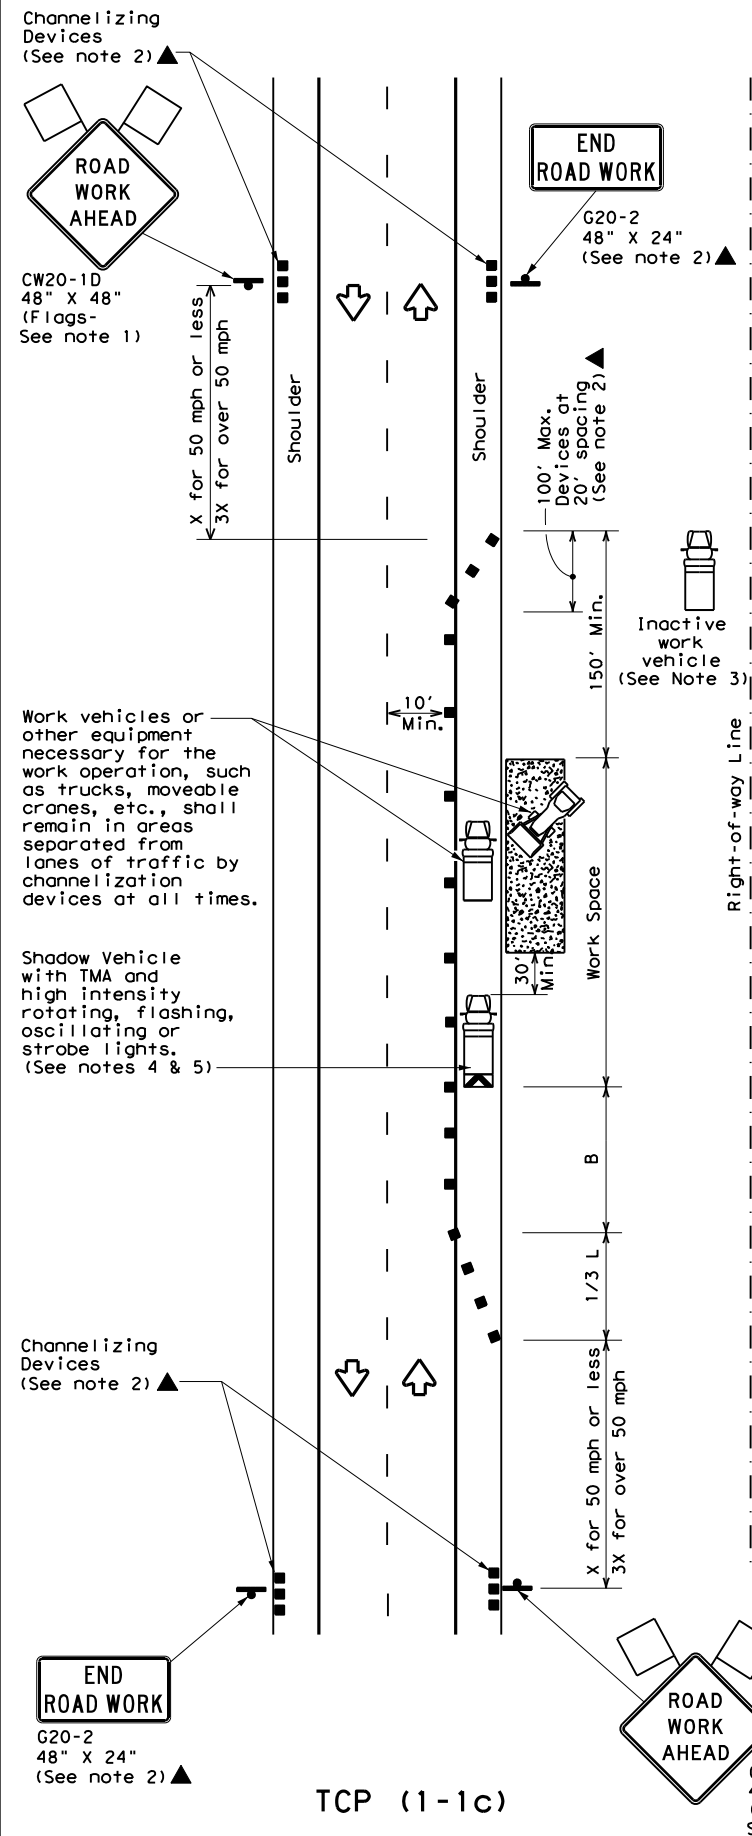 Channelizing
Devices
(See note 2)
ROAD
WORK
AHEAD
CW20-1D
48" X 48"
(Flags-
See note 1)
END
ROAD WORK
G20-2
48" X 24"
(See note 2)
X for 50 mph or less
3X for over 50 mph
Shoulder
Shoulder
100' Max.
Devices at
20' spacing
(See note 2)
150' Min.
Inactive
work
vehicle
(See Note 3)
10'
Min.
Work vehicles or
other equipment
necessary for the
work operation, such
as trucks, moveable
cranes, etc., shall
remain in areas
separated from
lanes of traffic by
channelization
devices at all times.
Right-of-way Line
Work Space
30'
Min.
Shadow Vehicle
with TMA and
high intensity
rotating, flashing,
oscillating or
strobe lights.
(See notes 4 & 5)
B
1/3 L
Channelizing
Devices
(See note 2)
X for 50 mph or less
3X for over 50 mph
END
ROAD WORK
G20-2
48" X 24"
(See note 2)
ROAD
WORK
AHEAD
TCP (1-1c)